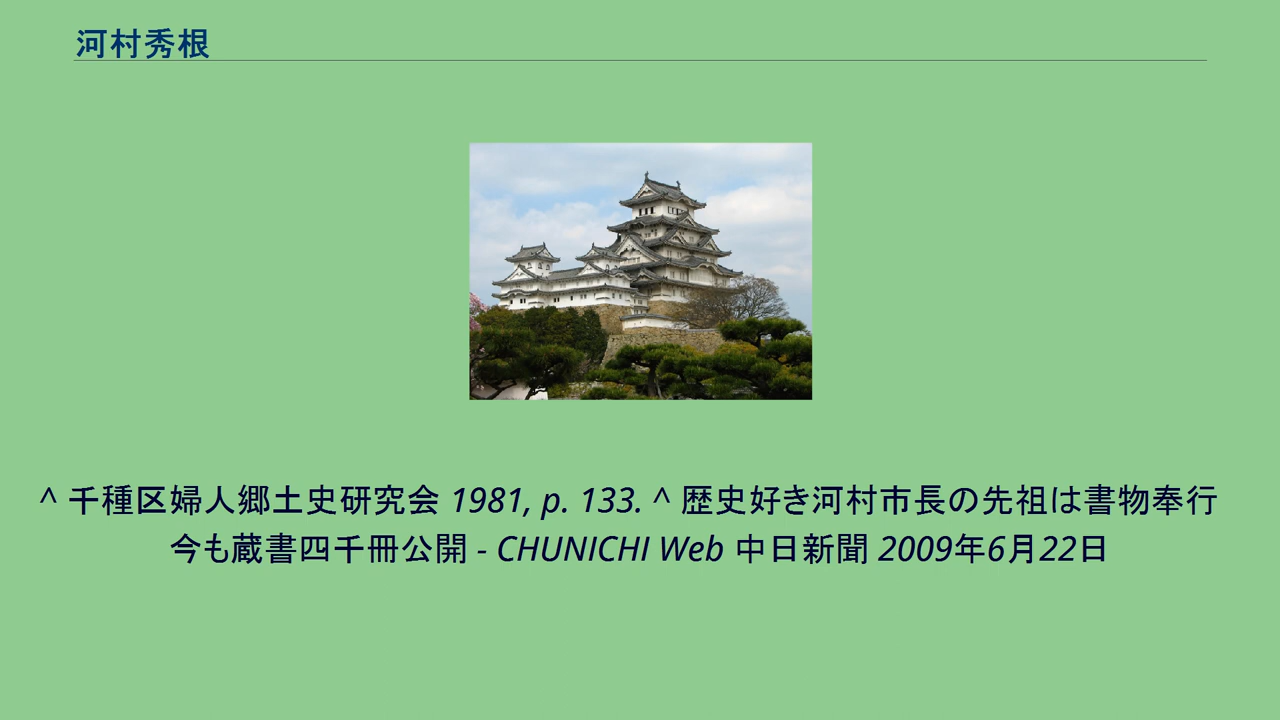 河村秀根
^ 千種区婦人郷土史研究会 1981, p. 133. ^ 歴史好き河村市長の先祖は書物奉行
今も蔵書四千冊公開 - CHUNICHI Web 中日新聞 2009年6月22日